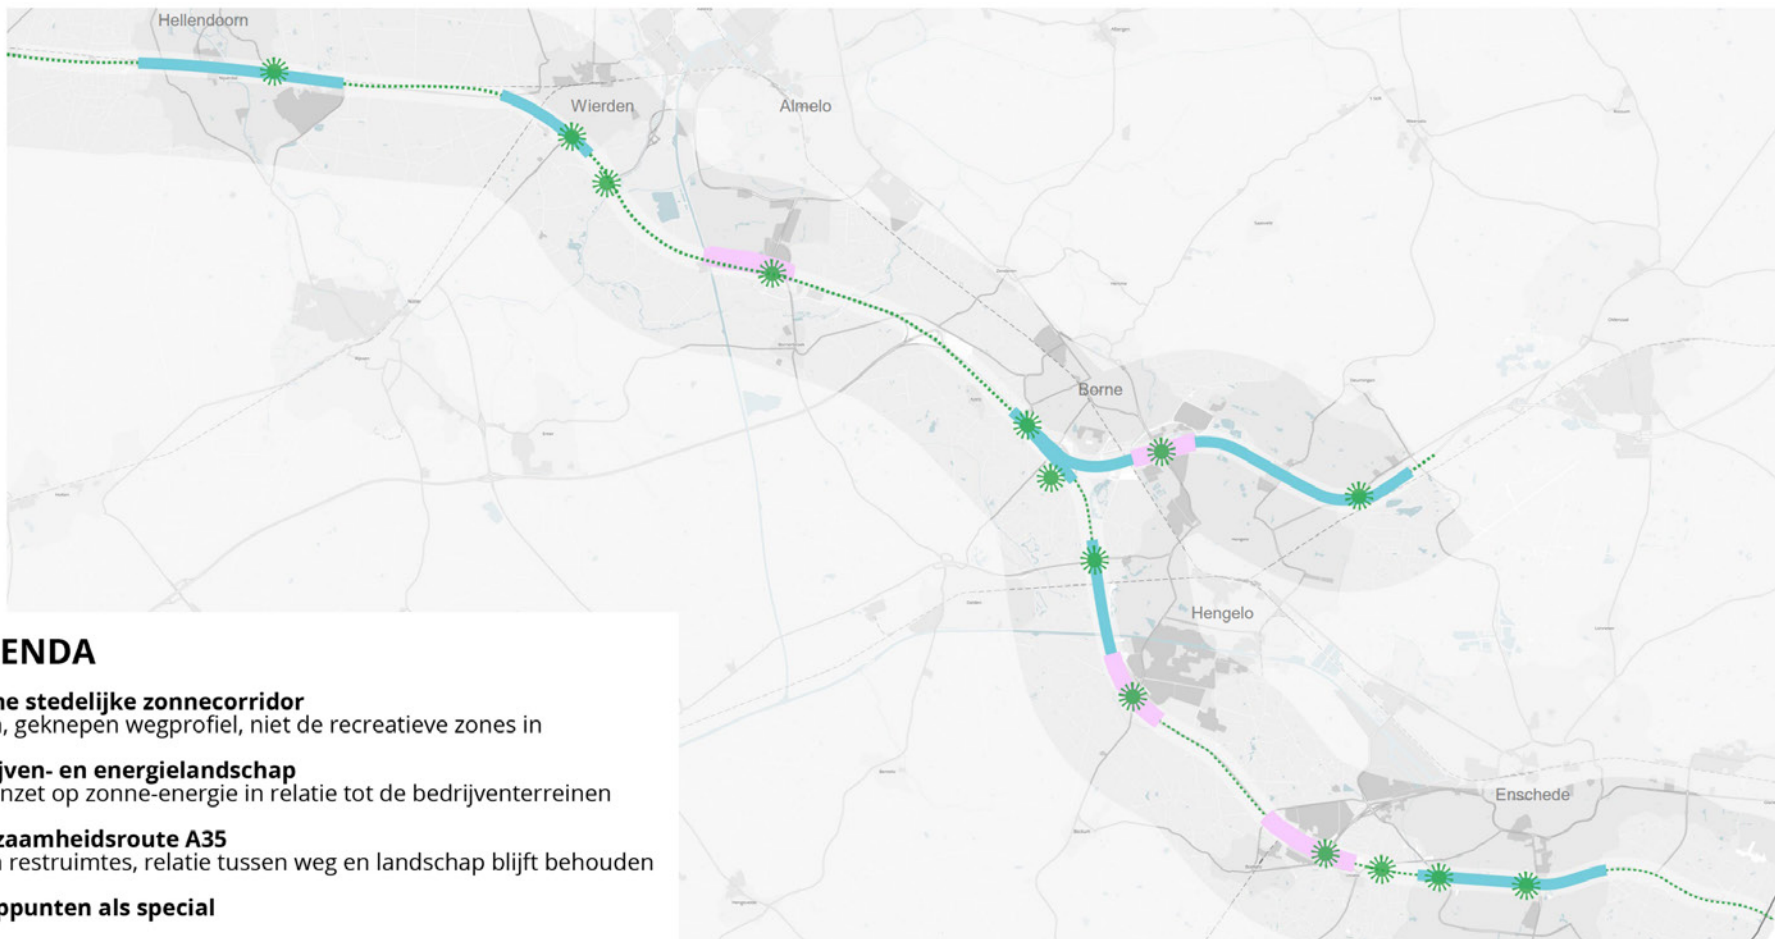 Hellendoorn
Wierden
Almelo
Borne
Hengelo
Enschede
ENDA
ne stedelijke zonnecorridor
, geknepen wegprofiel, niet de recreatieve zones in
jven- en energielandschap
nzet op zonne-energie in relatie tot de bedrijventerreinen
zaamheidsroute A35
restruimtes, relatie tussen weg en landschap blijft behouden
ppunten als special